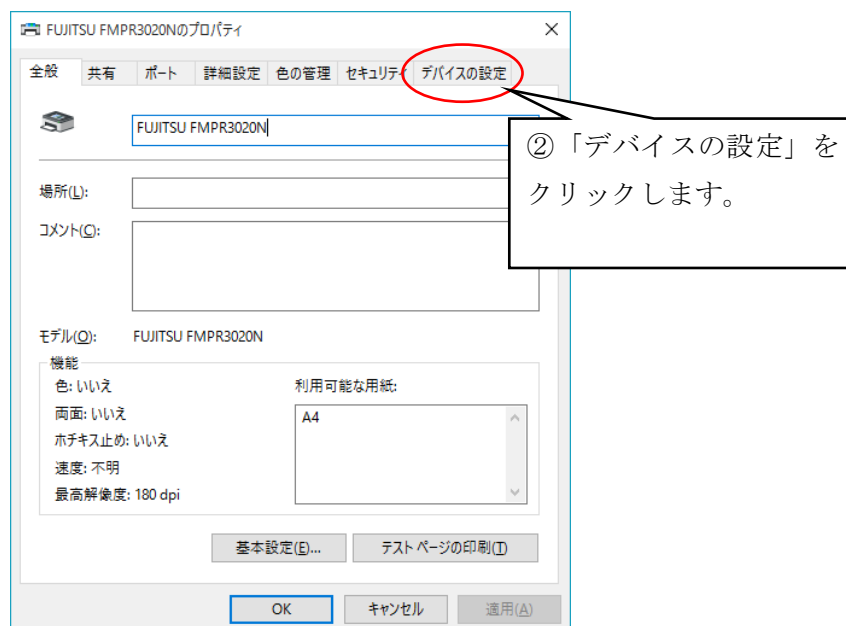 FUJITSU FMPR3020Nのプロパティ
全般 共有 ポート 詳細設定 色の管理 セキュリティ デバイスの設定
FUJITSU FMPR3020N
②「デバイスの設定」を
クリックします。
場所(L):
コメント(C):
モデル(O): FUJITSU FMPR3020N
機能
色: いいえ 利用可能な用紙:
両面: いいえ A4
ホチキス止め: いいえ
速度: 不明
最高解像度: 180 dpi
基本設定(E)... テスト ページの印刷(T)
OK キャンセル 適用(A)